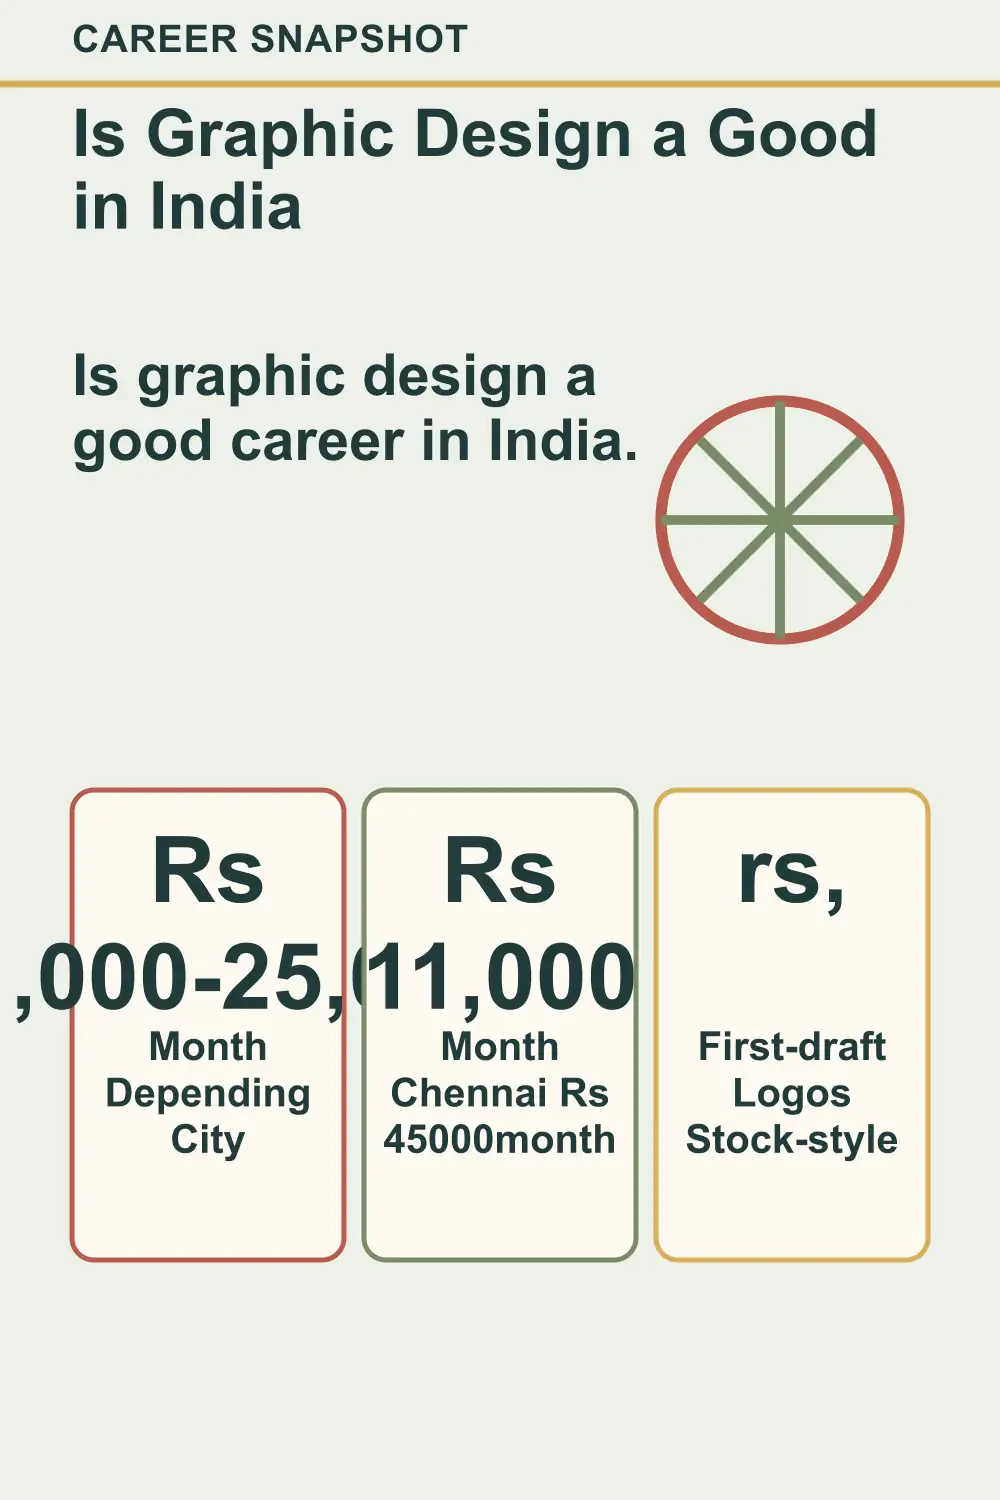 CAREER SNAPSHOT
Is Graphic Design a Good
in India
Is graphic design a
good career in India.
Rs
,000-25,
Month
Depending
City
Rs
11,000
Month
Chennai Rs
45000month
rs,
First-draft
Logos
Stock-style